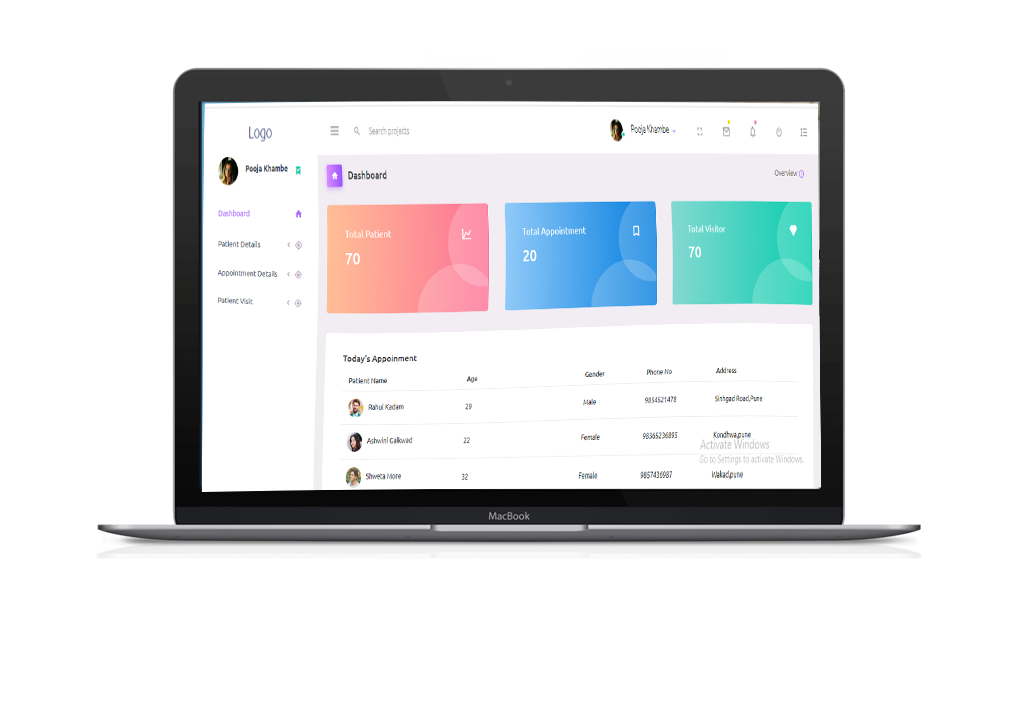 Logo
Search projects
Pooja Khambe
Pooja Khambe
Dashboard
Overview
Dashboard
Patient Details
Appointment Details
Patient Visit
Total Patient
70
Total Appointment
20
Total Visitor
70
Today's Appoinment
Patient Name Age Gender Phone No Address
Rahul Kadam 29 Male 9854521478 Sinhgad Road,Pune
Ashwini Gaikwad 22 Female 98365236895 Kondhwa,pune
Activate Windows
Go to Settings to activate Windows.
Shweta More 32 Female 9857436987 Wakad,pune
MacBook